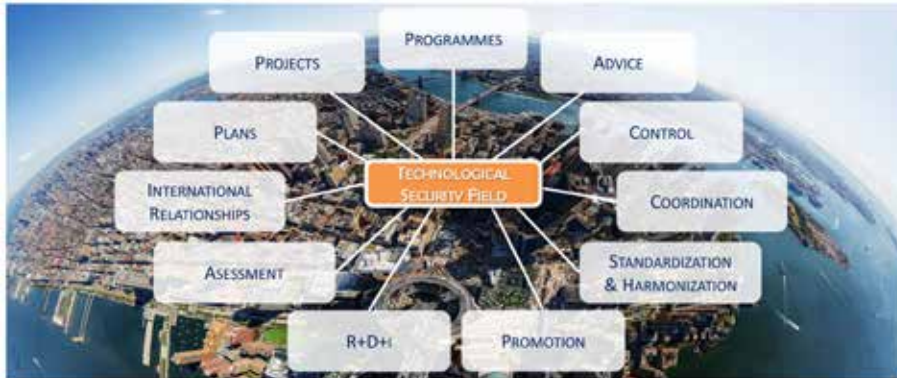 PROGRAMMES
PROJECTS
ADVICE
PLANS
CONTROL
TECHNOLOGICAL
SECURITY FIELD
INTERNATIONAL
RELATIONSHIPS
COORDINATION
ASESSMENT
STANDARDIZATION
& HARMONIZATION
R+D+I
PROMOTION